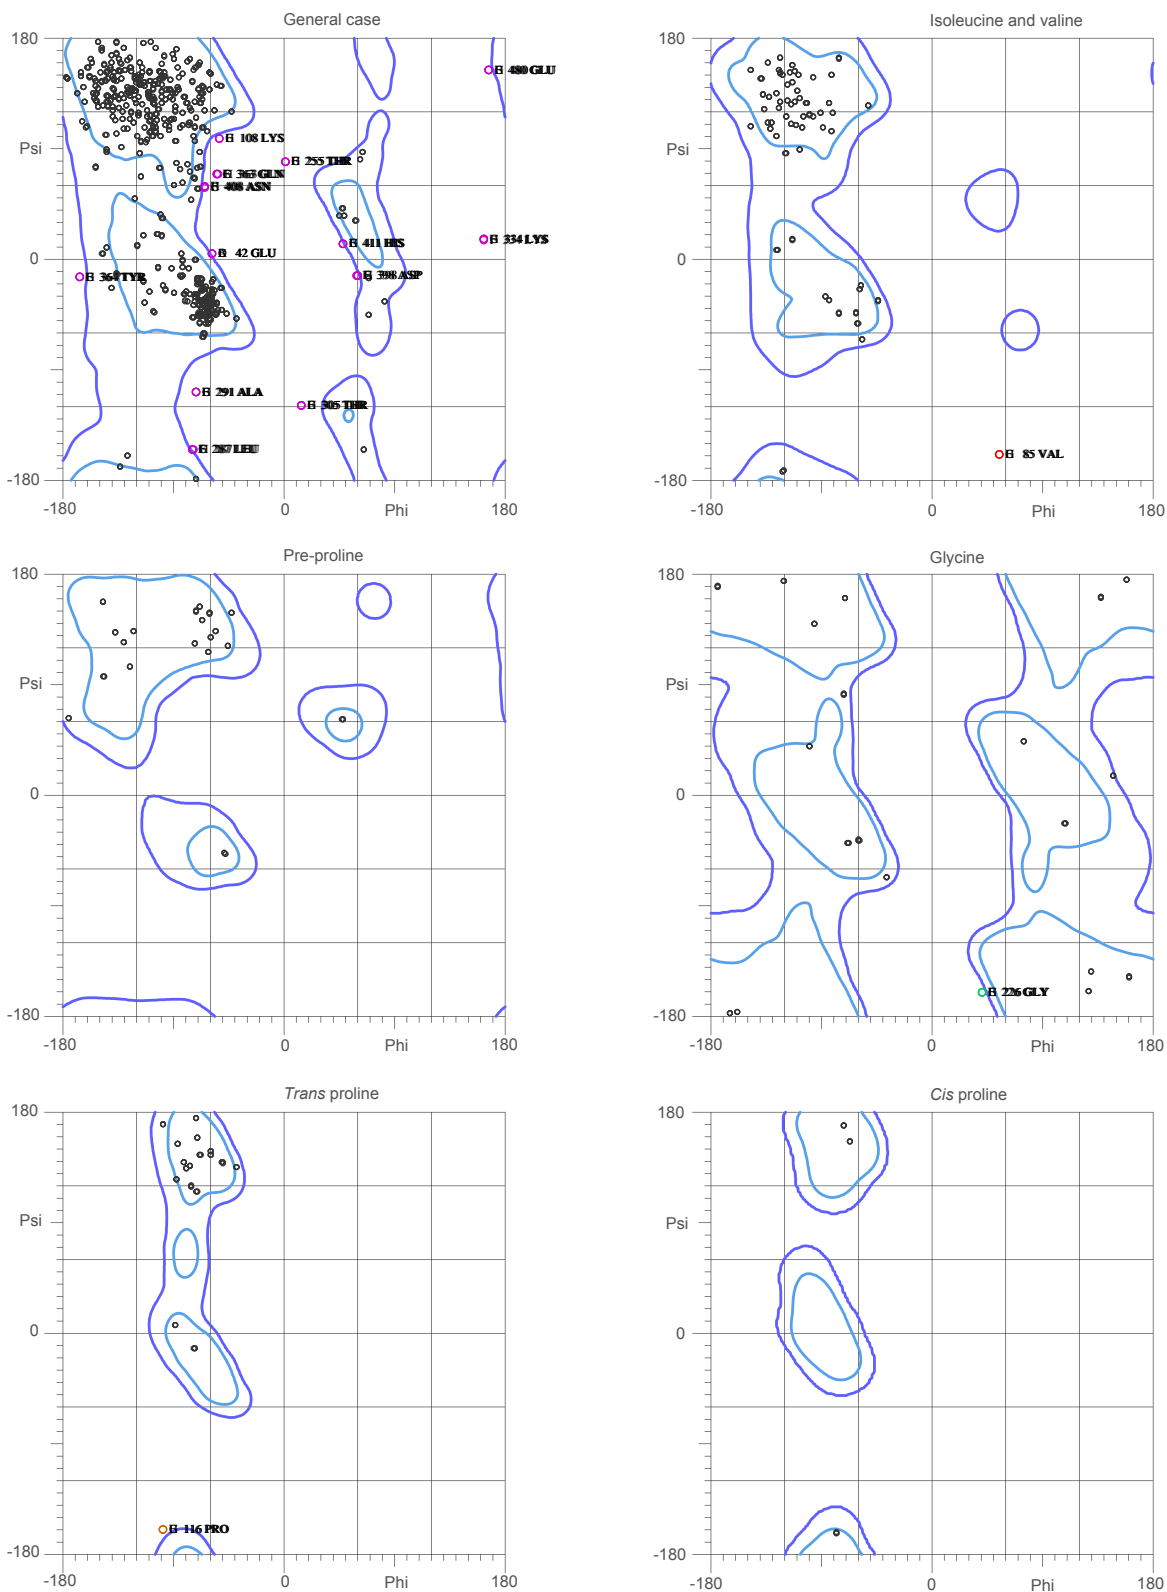 General case
Isoleucine and valine
180
180
480 GLU
108 LYS
Psi
255 THR
Psi
363 GLN
408 ASN
411 HIS
334 LYS
42 GLU
0
0
364 TYR
398 ASP
291 ALA
305 THR
287 LEU
85 VAL
-180
-180
-180
0
Phi
180
-180
0
Phi
180
Pre-proline
Glycine
180
180
Psi
Psi
0
0
226 GLY
-180
-180
-180
0
Phi
180
-180
0
Phi
180
Trans proline
Cis proline
180
180
Psi
Psi
0
0
116 PRO
-180
-180
-180
0
Phi
180
-180
0
Phi
180